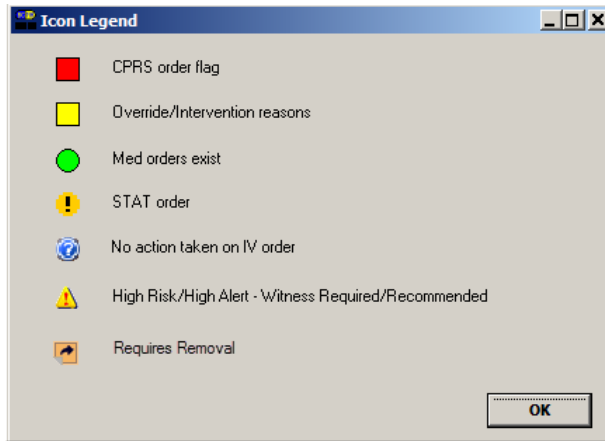 Icon Legend
CPRS order flag
Override/Intervention reasons
Med orders exist
STAT order
No action taken on IV order
High Risk/High Alert - Witness Required/Recommended
Requires Removal
OK